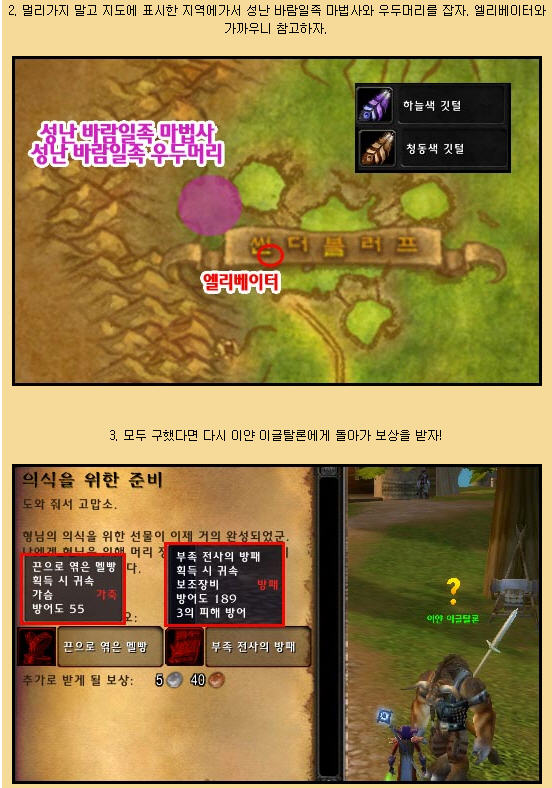 2. 멀리가지 말고 지도에 표시한 지역에가서 성난 바람일족 마법사와 우두머리를 잡자. 엘리베이터와
가까우니 참고하자.
하늘색 깃털
청동색 깃털
성난 바람일족 마법사
성난 바람일족 우두머리
썬더블러프
엘리베이터
3. 모두 구했다면 다시 이얀 이글탈론에게 돌아가 보상을 받자!
의식을 위한 준비
도와 줘서 고맙소.
형님의 의식을 위한 선물이 이제 거의 완성되었군.
끈으로 엮은 멜빵
획득 시 귀속
가슴 가죽
방어도 55
부족 전사의 방패
획득 시 귀속
보조장비 방패
방어도 189
3의 피해 방어
끈으로 엮은 멜빵
부족 전사의 방패
추가로 받게 될 보상: 5 40
?
이얀 이글탈론